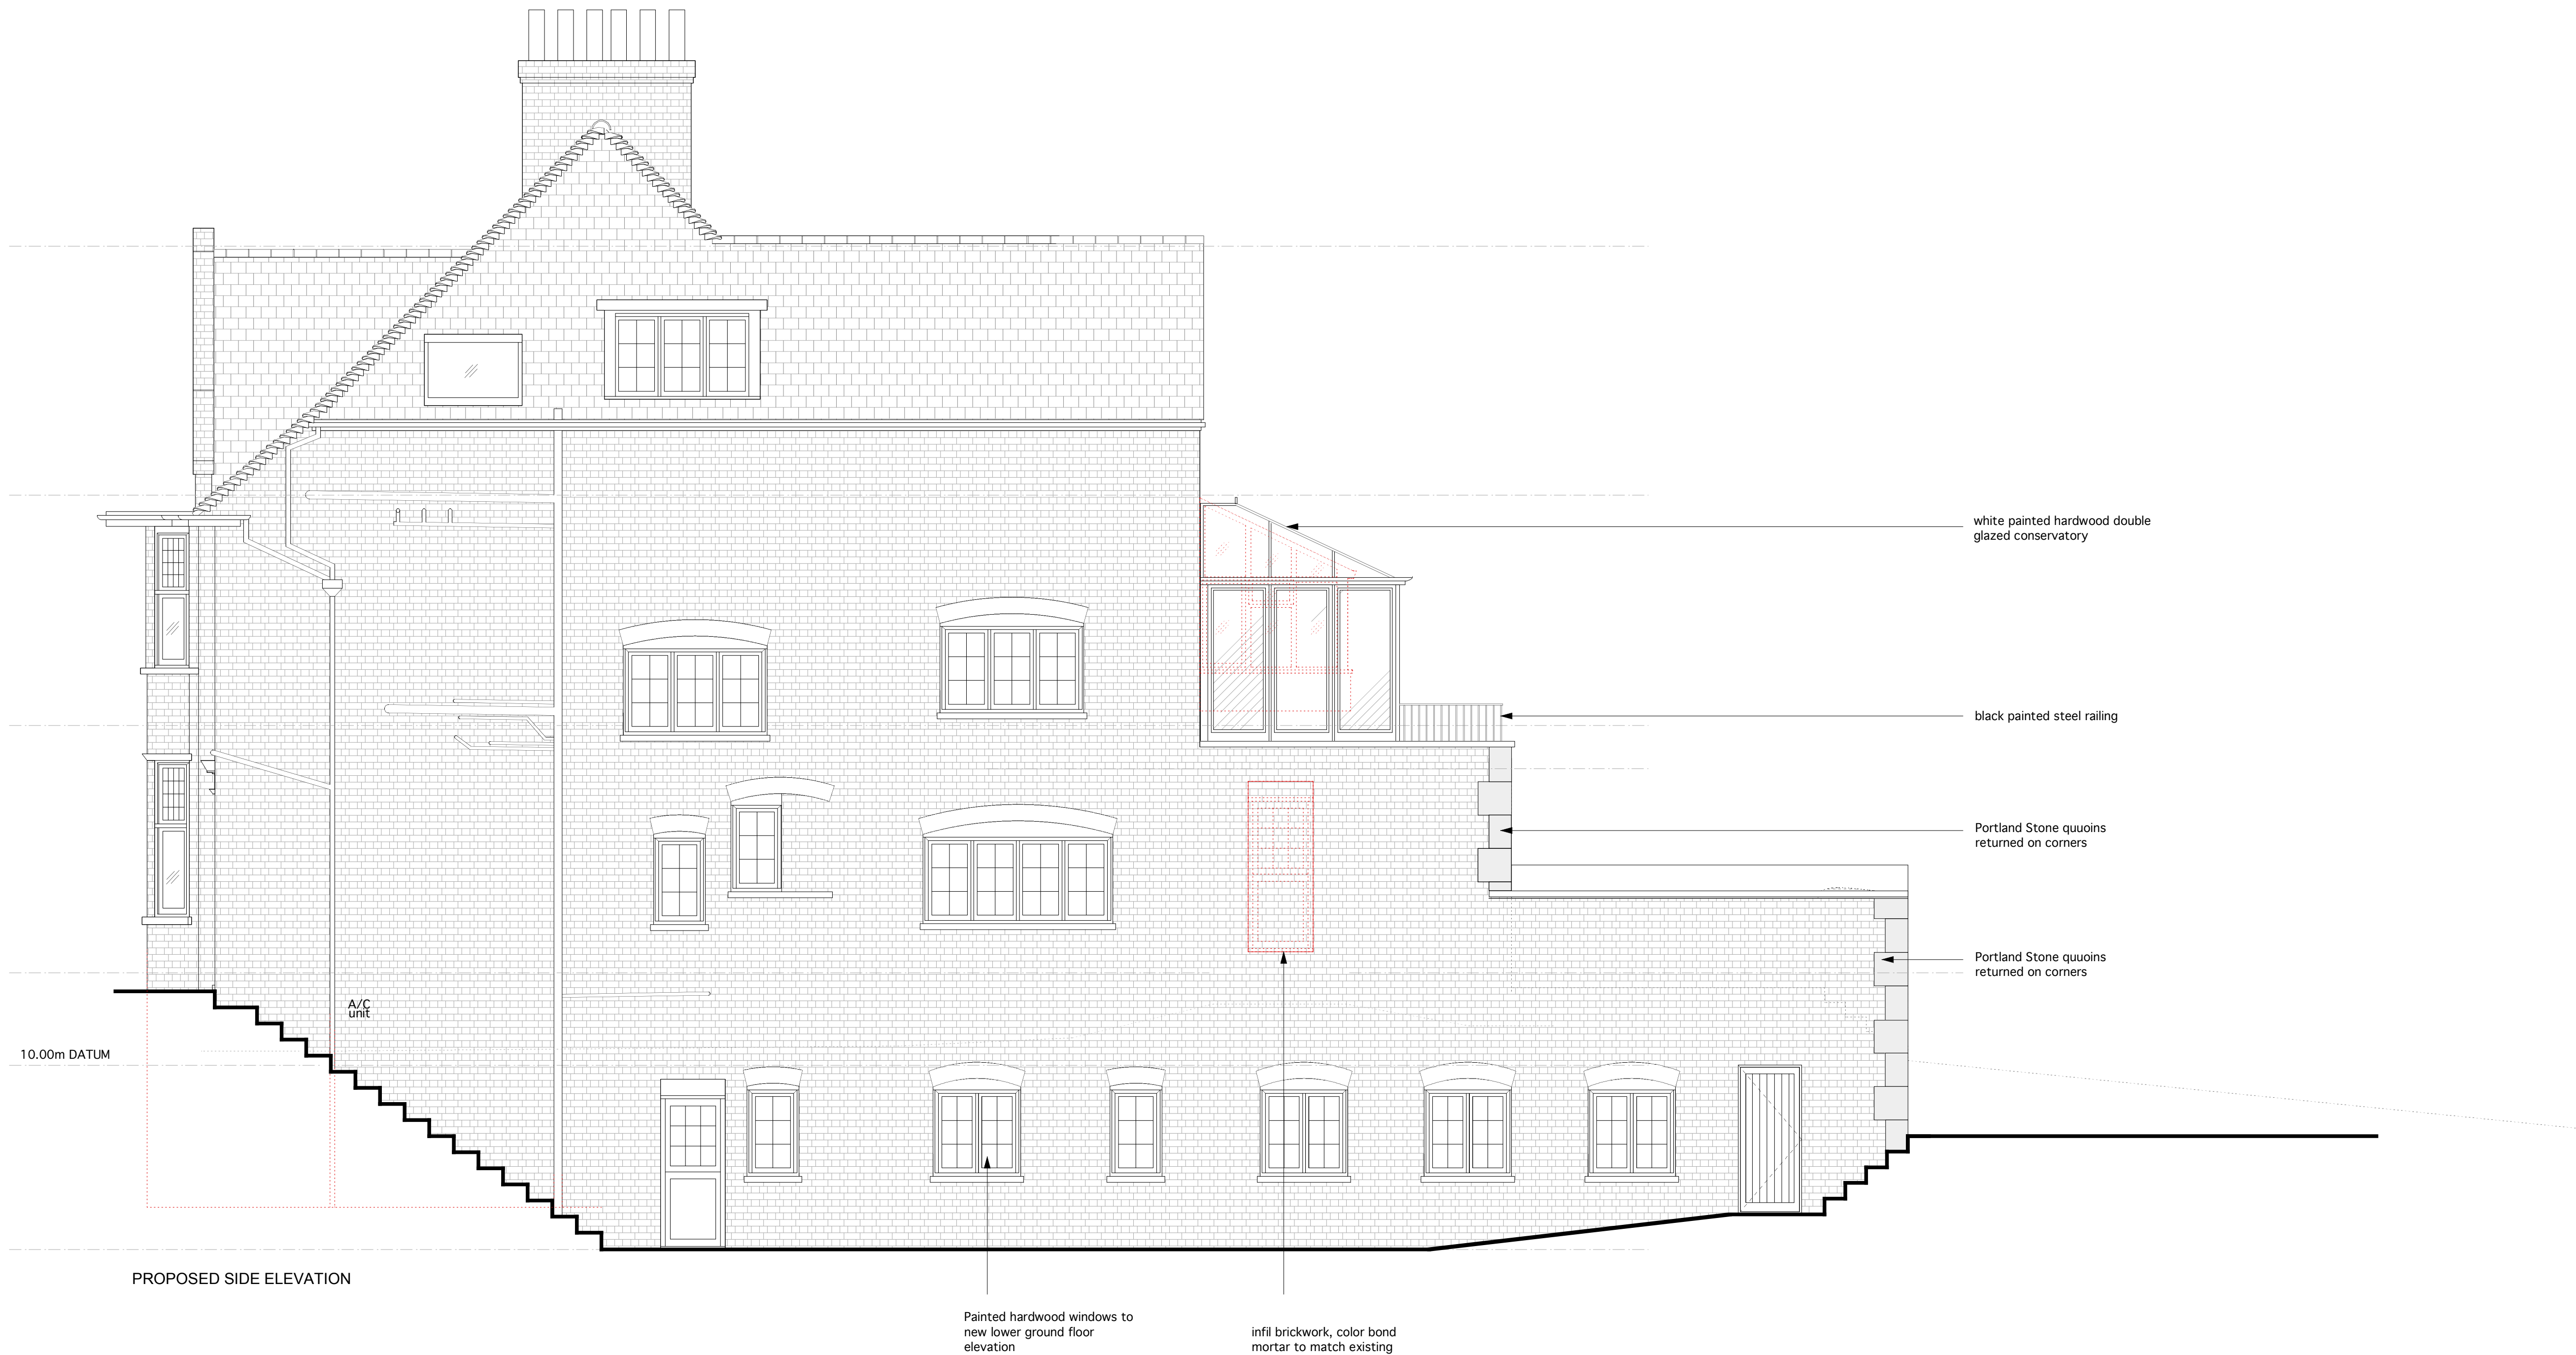 white painted hardwood double
glazed conservatory
black painted steel railing
Portland Stone quuoins
returned on corners
Portland Stone quuoins
returned on corners
A/C
unit
10.00m DATUM
PROPOSED SIDE ELEVATION
Painted hardwood windows to
new lower ground floor
elevation
infil brickwork, color bond
mortar to match existing